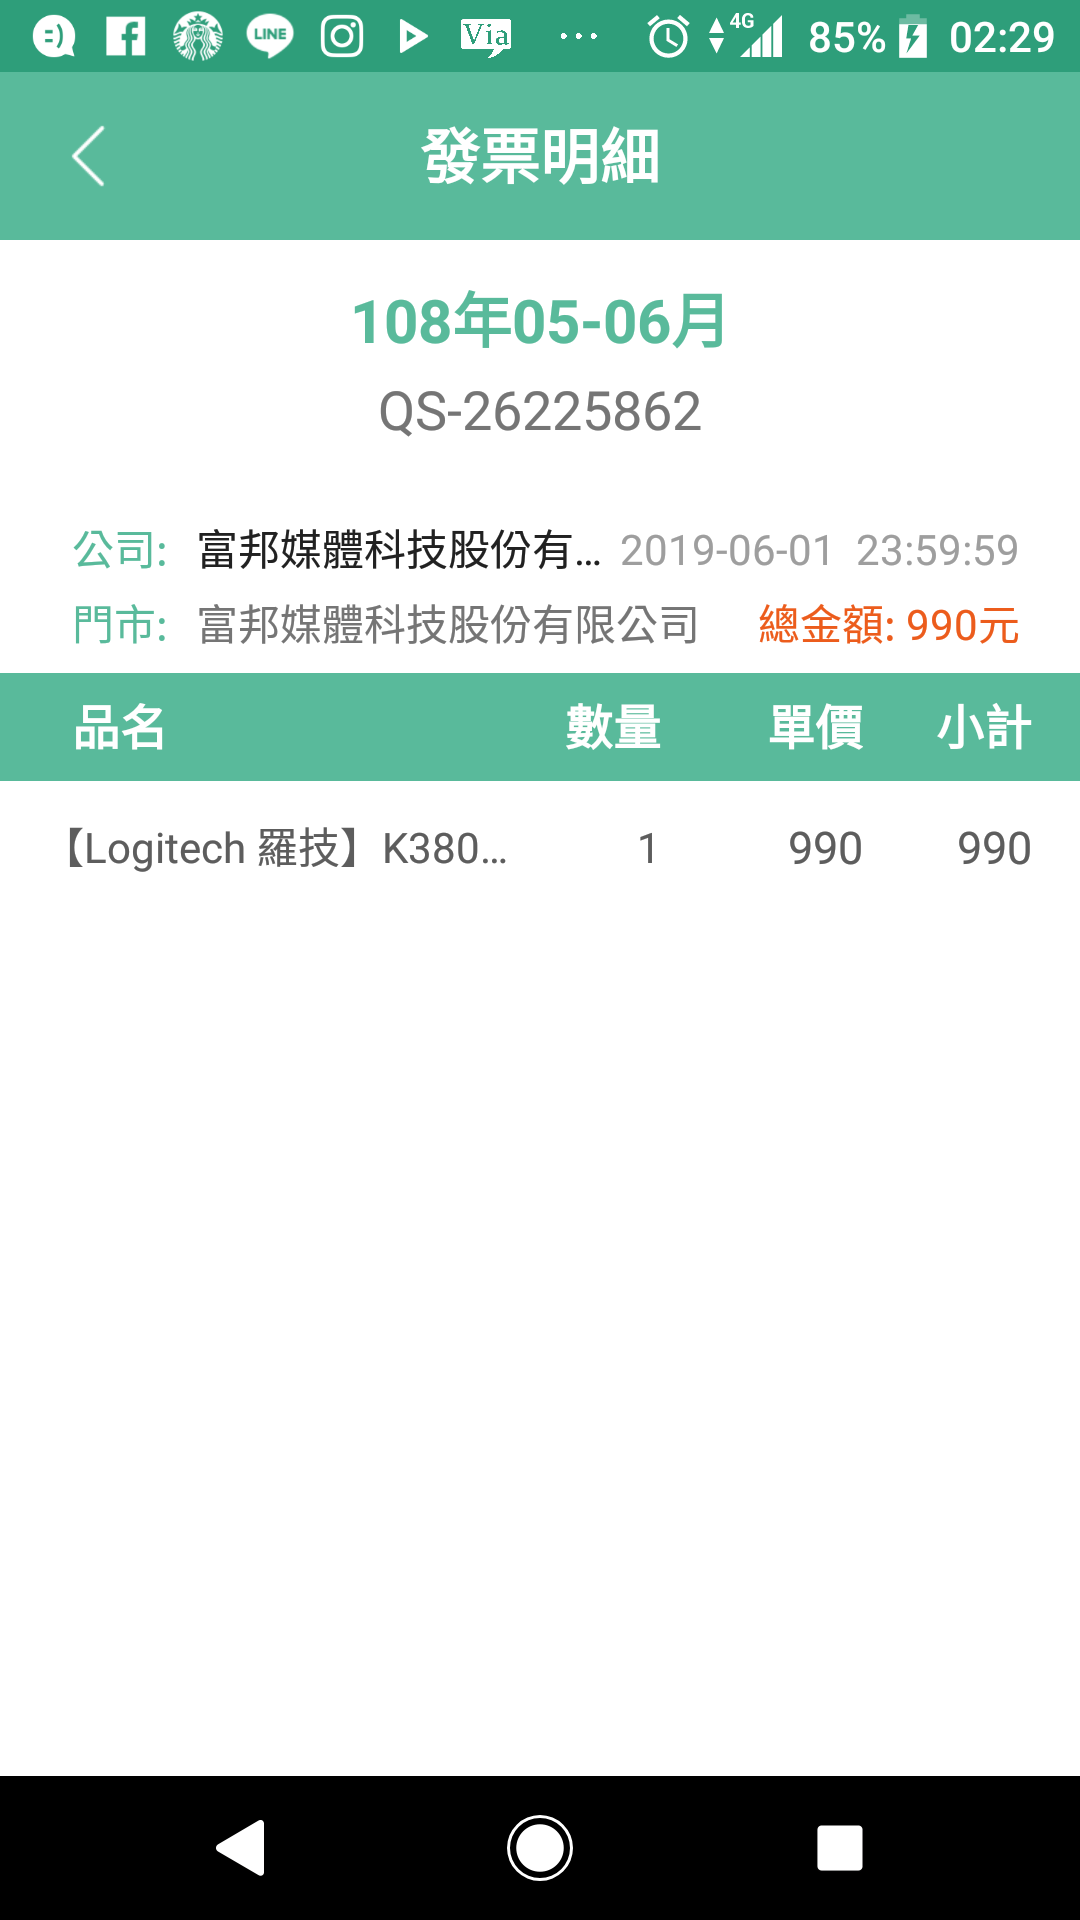 LINE Via ... 4G 85% 02:29
發票明細
108年05-06月
QS-26225862
公司: 富邦媒體科技股份有... 2019-06-01 23:59:59
門市: 富邦媒體科技股份有限公司 總金額: 990元
品名 數量 單價 小計
【Logitech 羅技】K380... 1 990 990